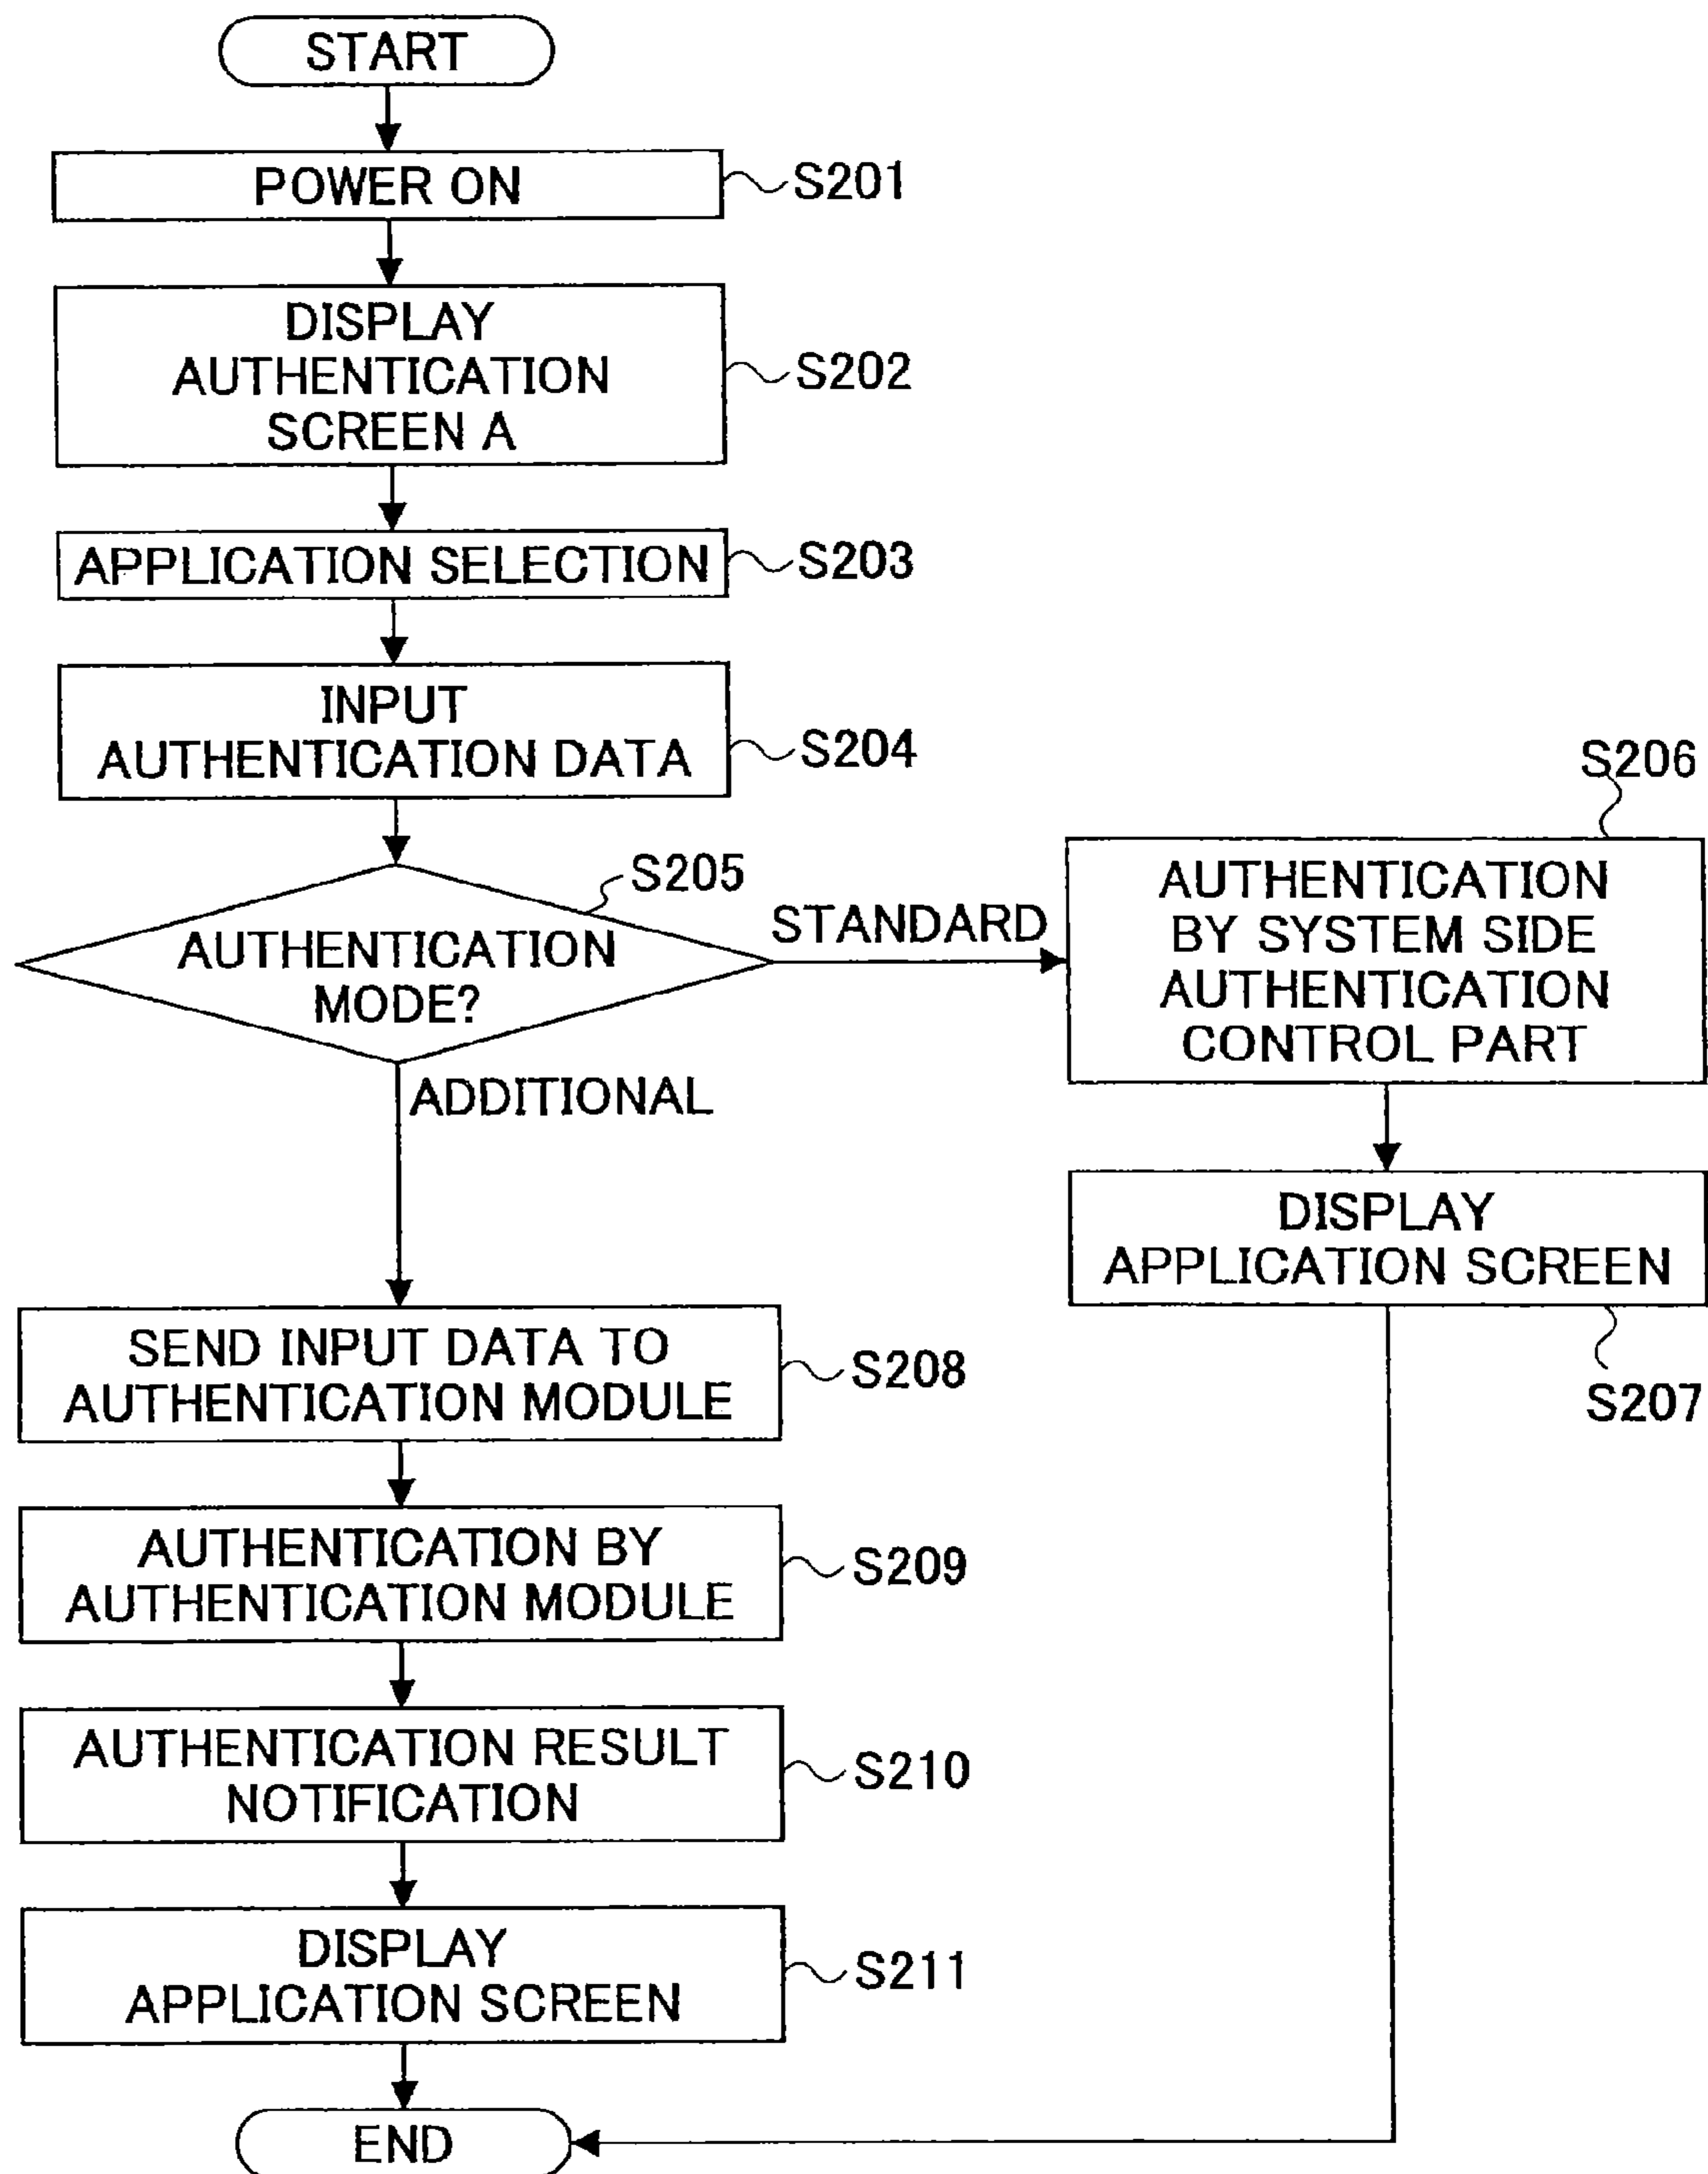 START
POWER ON
S201
DISPLAY
AUTHENTICATION
SCREEN A
S202
APPLICATION SELECTION
S203
INPUT
AUTHENTICATION DATA
S204
AUTHENTICATION
MODE?
S205
STANDARD
ADDITIONAL
S206
AUTHENTICATION
BY SYSTEM SIDE
AUTHENTICATION
CONTROL PART
DISPLAY
APPLICATION SCREEN
S207
SEND INPUT DATA TO
AUTHENTICATION MODULE
S208
AUTHENTICATION BY
AUTHENTICATION MODULE
S209
AUTHENTICATION RESULT
NOTIFICATION
S210
DISPLAY
APPLICATION SCREEN
S211
END